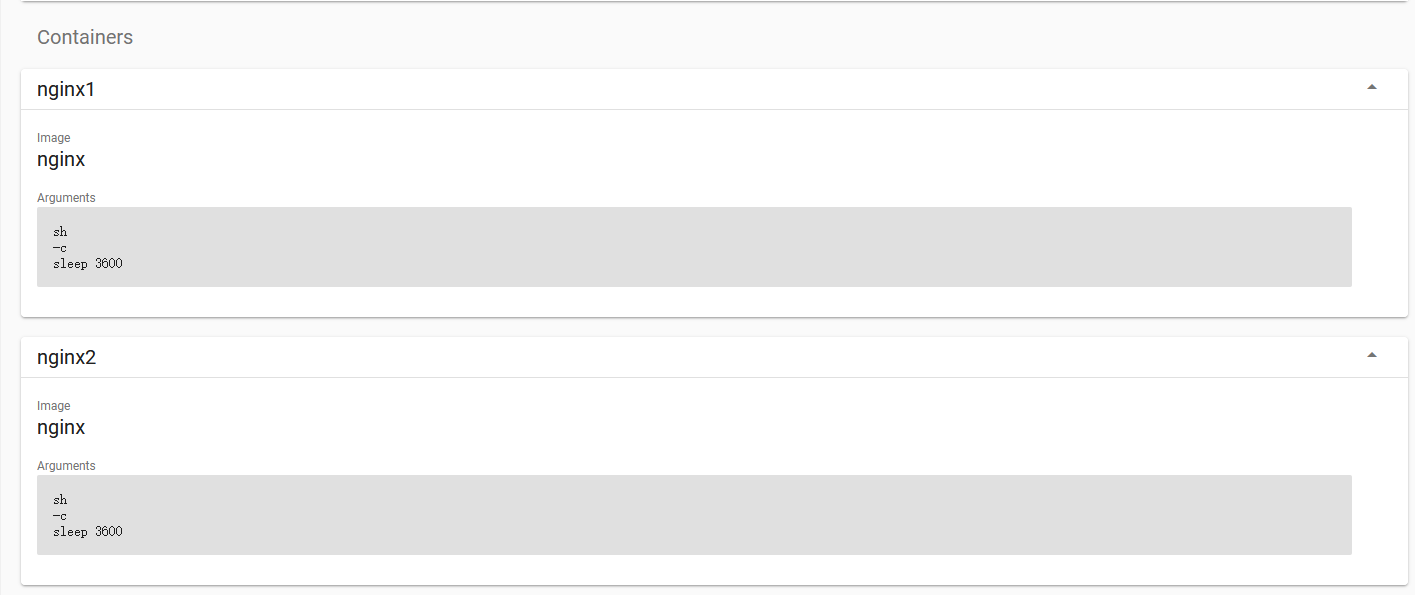 Containers
nginx1
Image
nginx
Arguments
sh
-c
sleep 3600
nginx2
Image
nginx
Arguments
sh
-c
sleep 3600